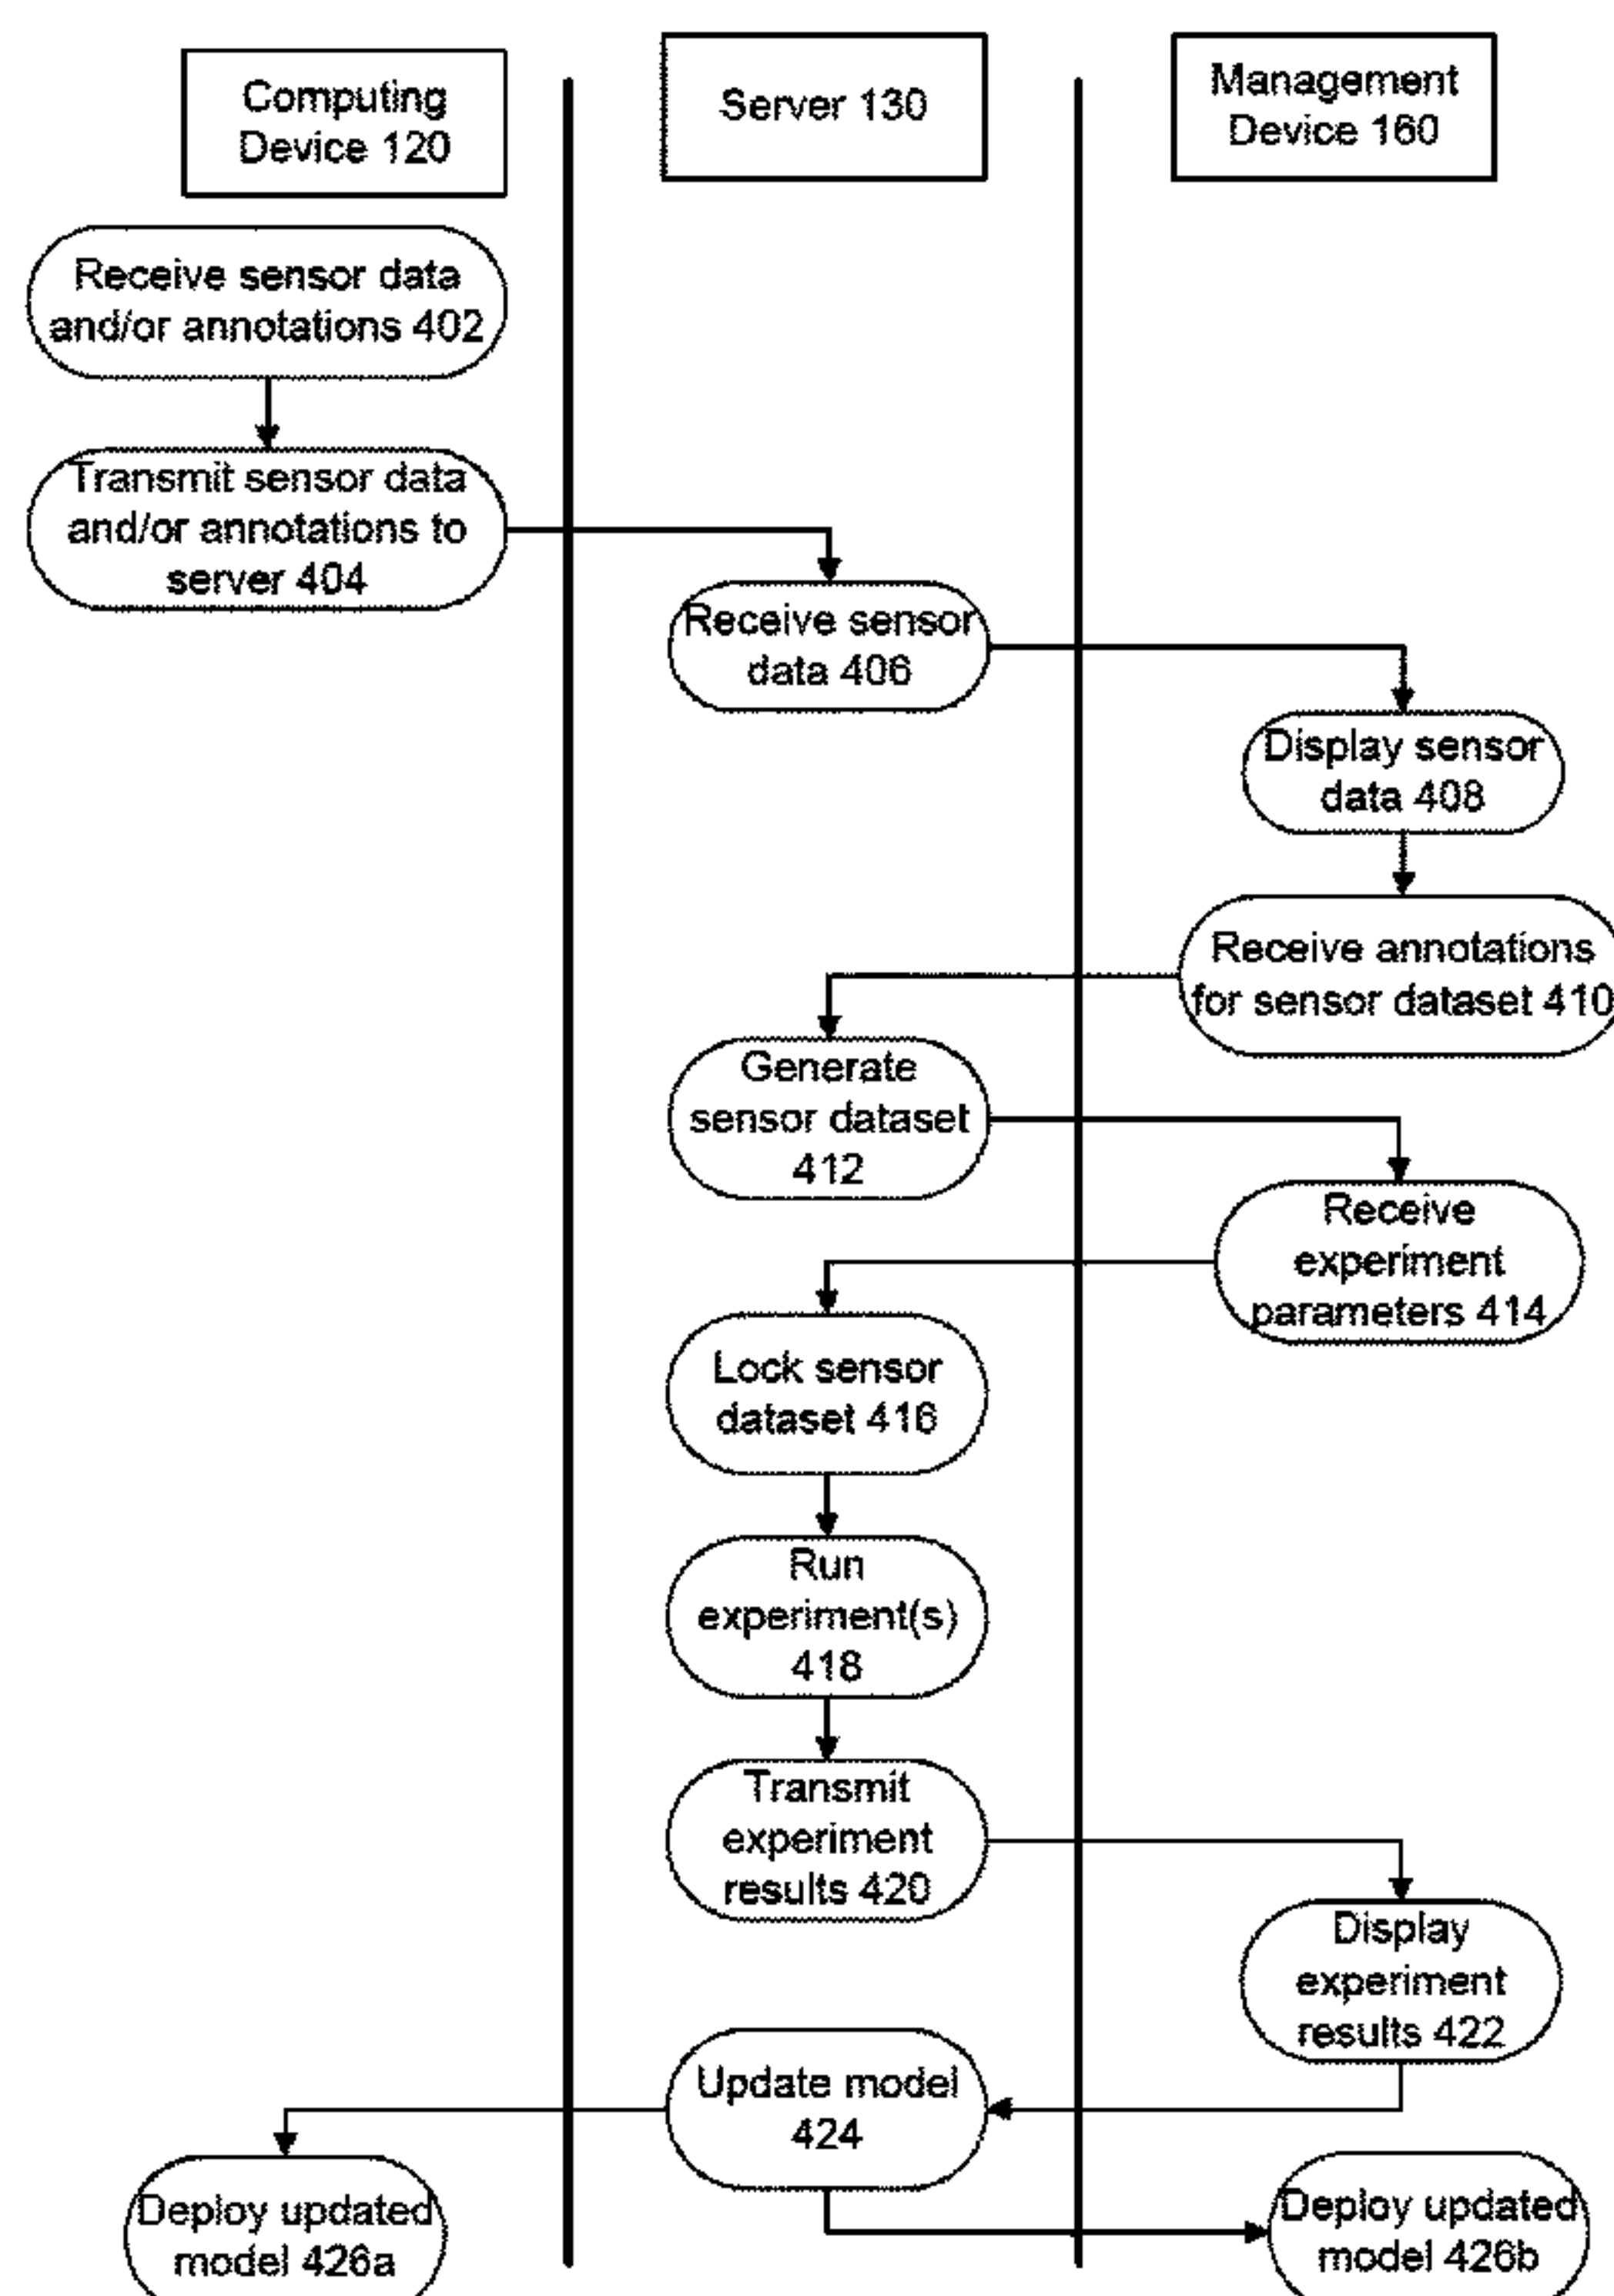 Computing
Device 120
Server 130
Management
Device 160
Receive sensor data
and/or annotations 402
Transmit sensor data
and/or annotations to
server 404
Receive sensor
data 406
Display sensor
data 408
Receive annotations
for sensor dataset 410
Generate
sensor dataset
412
Receive
experiment
parameters 414
Lock sensor
dataset 416
Run
experiment(s)
418
Transmit
experiment
results 420
Display
experiment
results 422
Update model
424
Deploy updated
model 426a
Deploy updated
model 426b